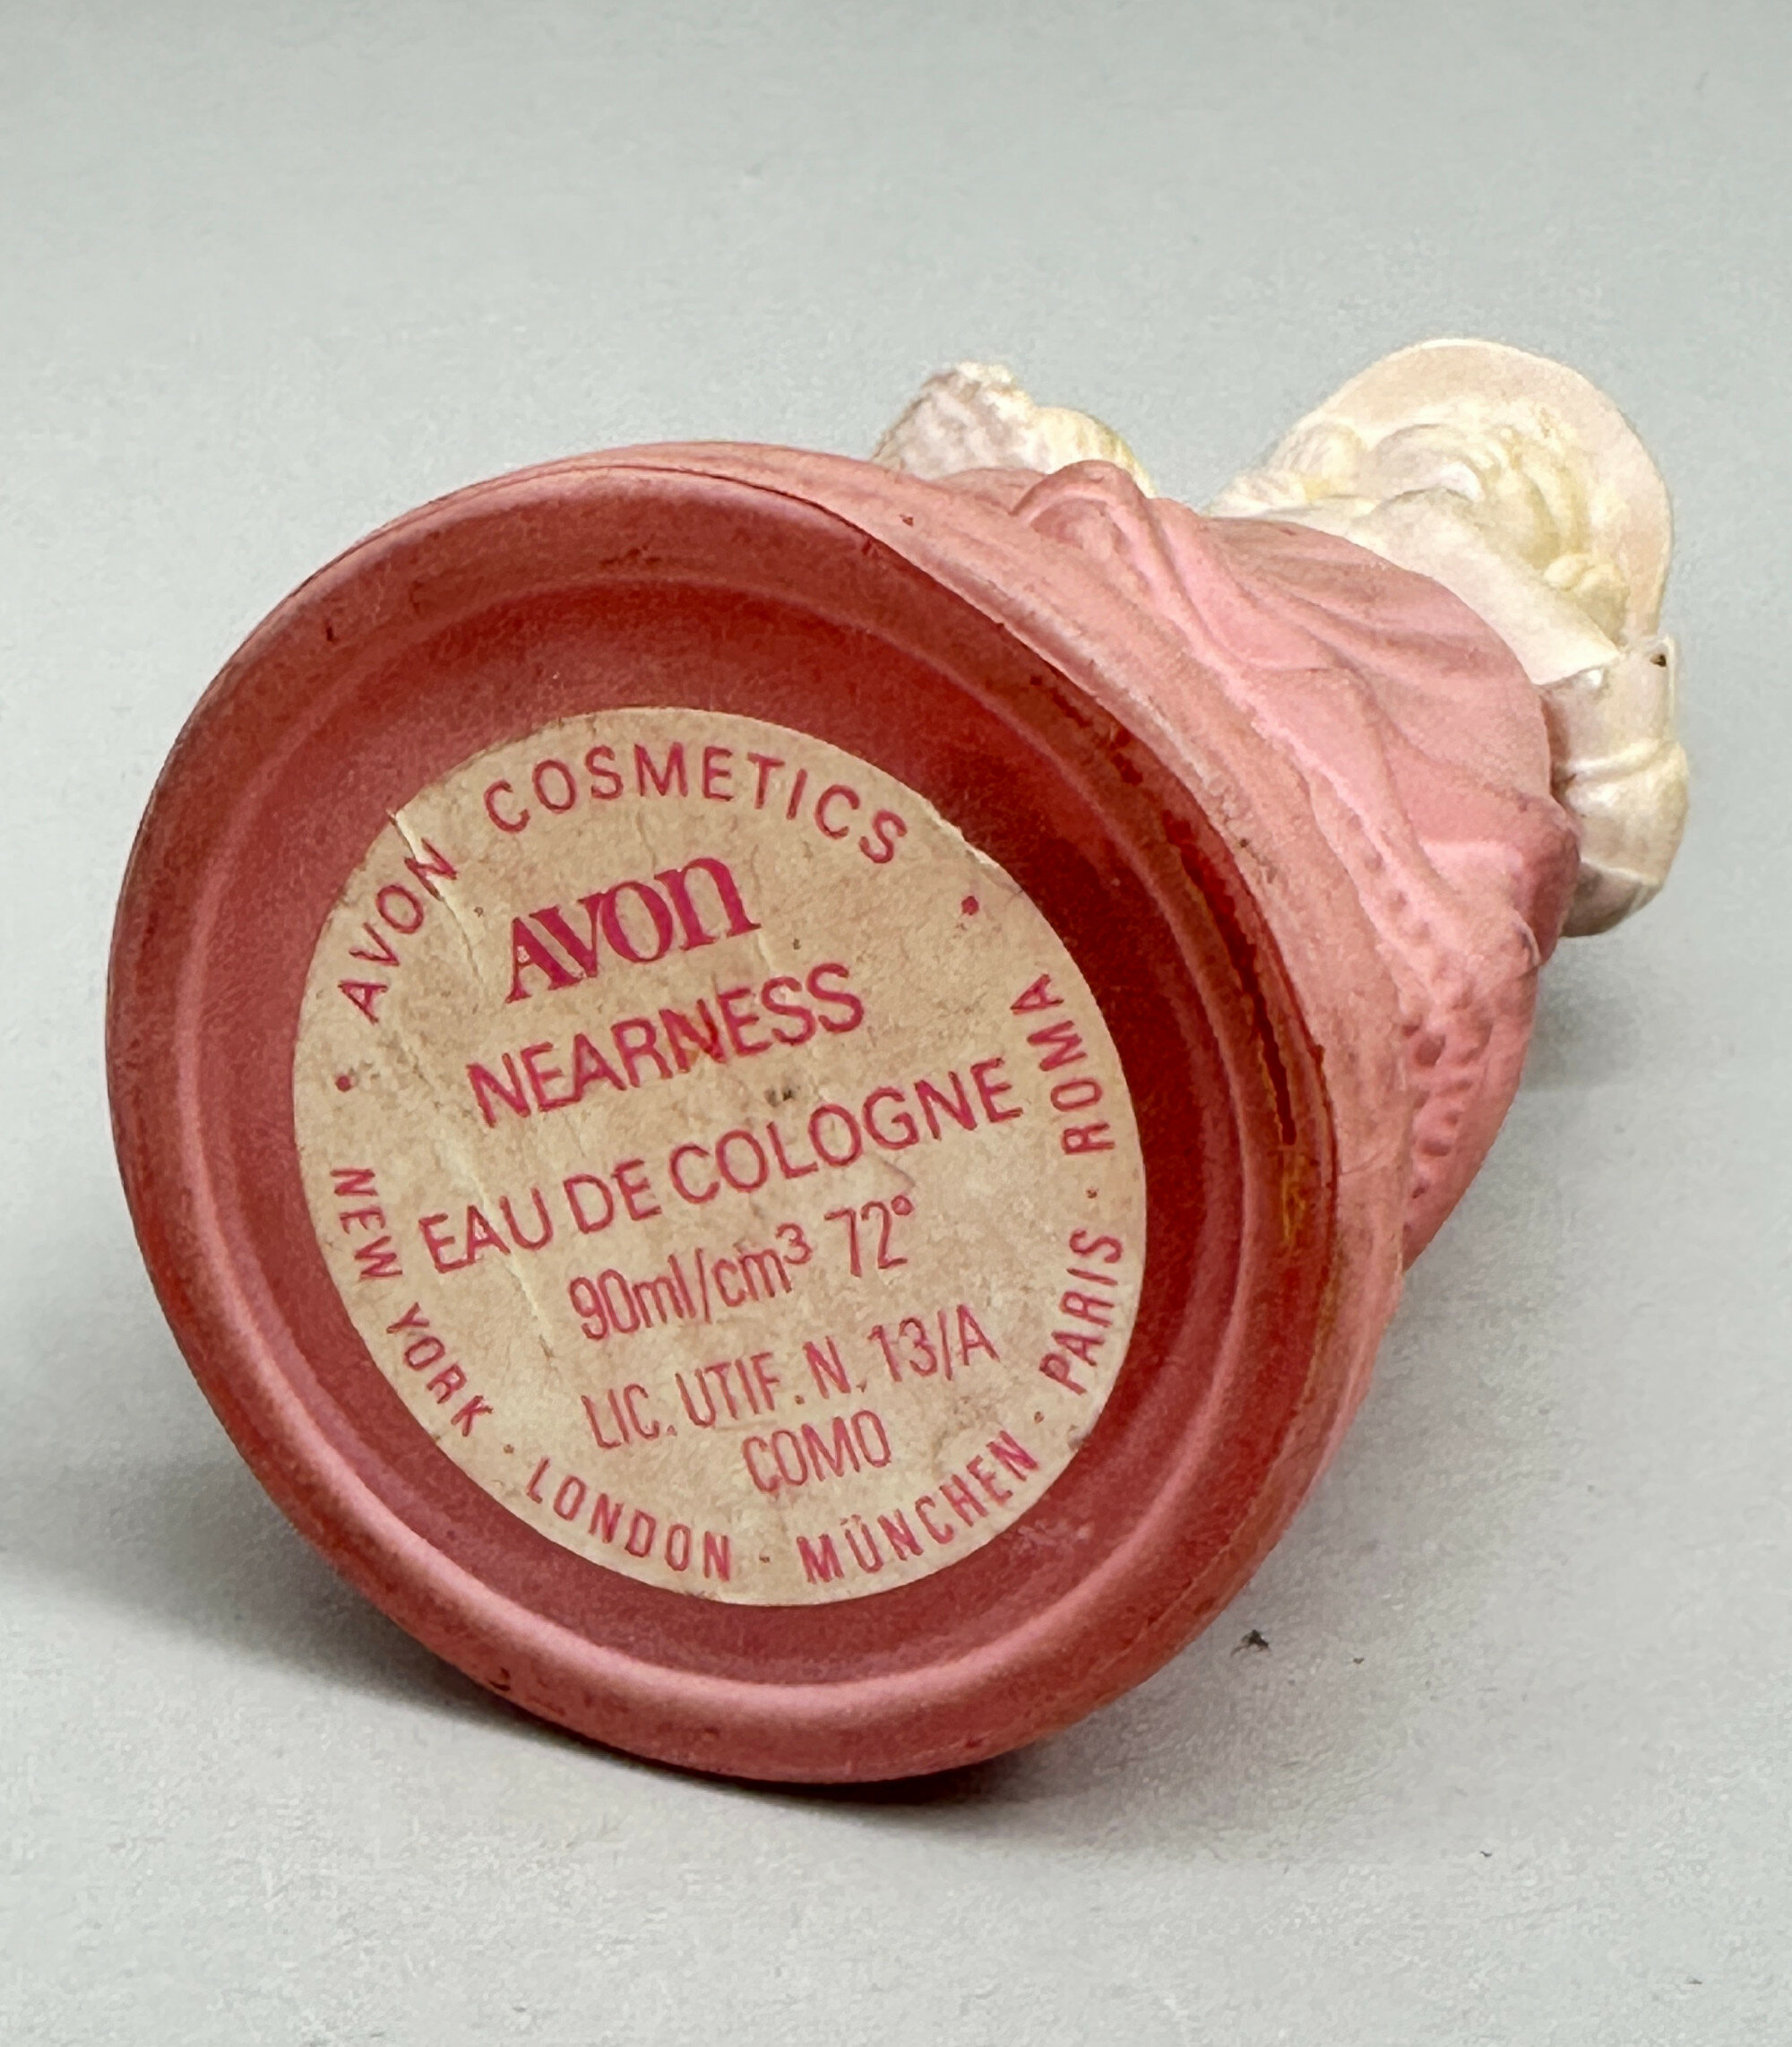 • AVON COSMETICS •
AVON
NEARNESS
EAU DE COLOGNE
90ml/cm³ 72°
LIC. UTIF. N. 13/A
COMO
NEW YORK · LONDON · MÜNCHEN · PARIS · ROMA